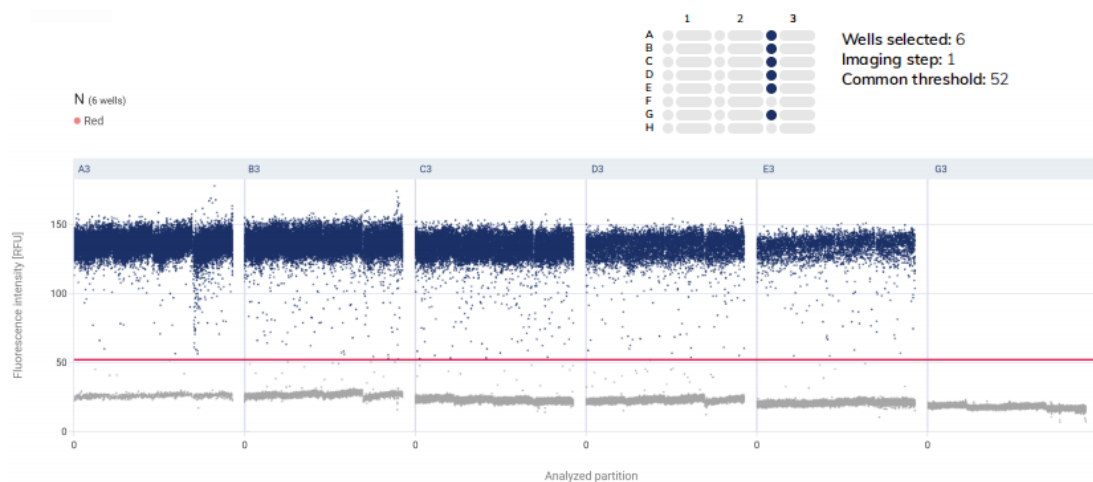 1 2 3
A
B
C
D
E
F
G
H
Wells selected: 6
Imaging step: 1
Common threshold: 52
N (6 wells)
Red
A3 B3 C3 D3 E3 G3
Fluorescence intensity [RFU]
150
100
50
0
0 0 0 0 0 0
Analyzed partition